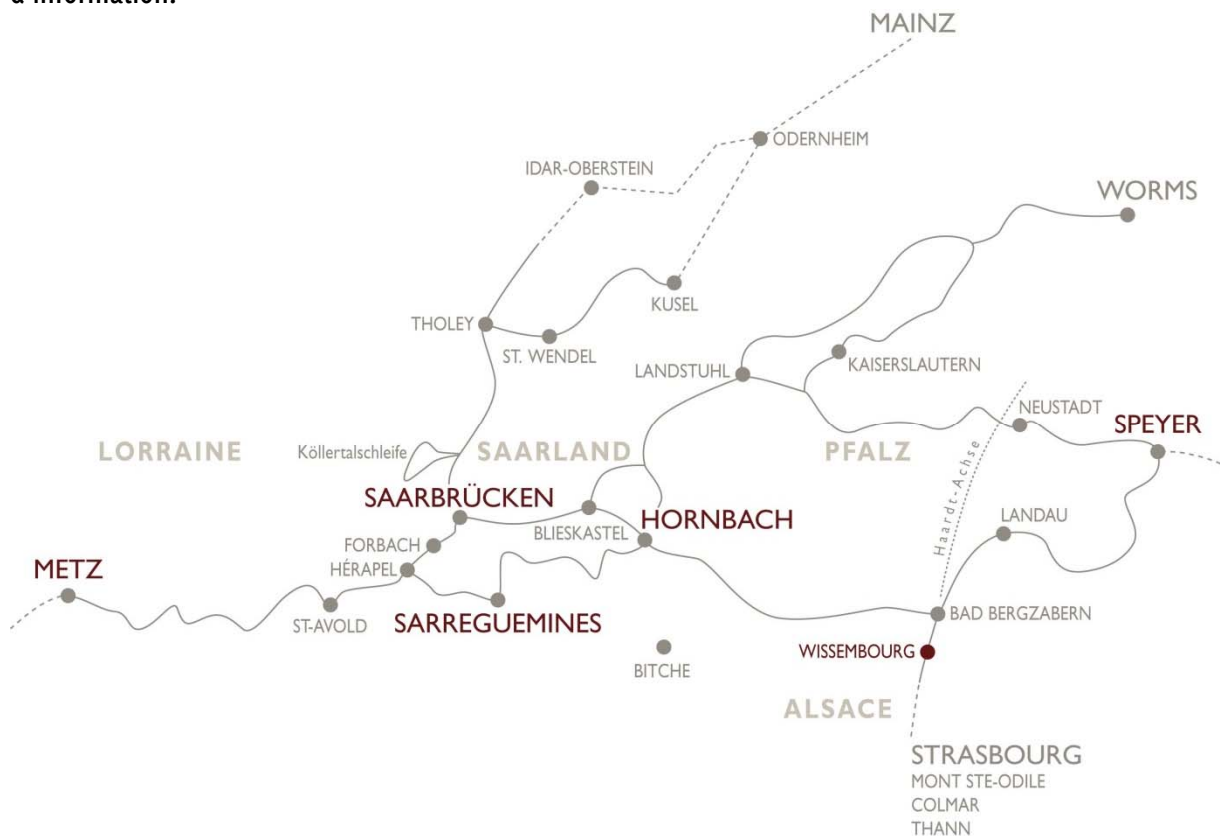 d'information.
MAINZ
ODERNHEIM
IDAR-OBERSTEIN
WORMS
KUSEL
THOLEY
ST. WENDEL
KAISERSLAUTERN
LANDSTUHL
NEUSTADT
SPEYER
LORRAINE
Köllertalschleife
SAARLAND
PFALZ
Haardt-Achse
SAARBRÜCKEN
HORNBACH
BLIESKASTEL
LANDAU
FORBACH
HÉRAPEL
METZ
ST-AVOLD
SARREGUEMINES
BAD BERGZABERN
WISSEMBOURG
BITCHE
ALSACE
STRASBOURG
MONT STE-ODILE
COLMAR
THANN